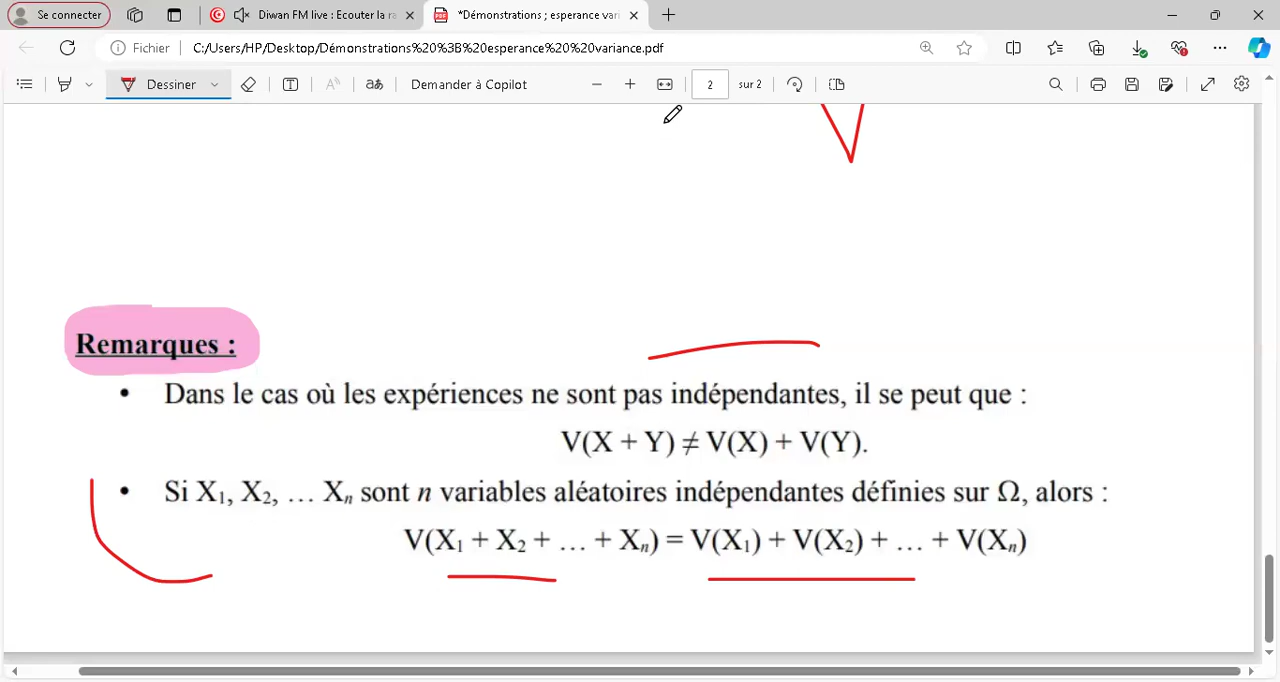 Se connecter
Diwan FM live : Ecouter la ra
*Démonstrations ; esperance vari
Fichier
C:/Users/HP/Desktop/Démonstrations%20%3B%20esperance%20%20variance.pdf
Dessiner
aあ
Demander à Copilot
2
sur 2
Remarques :
• Dans le cas où les expériences ne sont pas indépendantes, il se peut que :
V(X + Y) ≠ V(X) + V(Y).
• Si X₁, X₂, … Xₙ sont n variables aléatoires indépendantes définies sur Ω, alors :
V(X₁ + X₂ + … + Xₙ) = V(X₁) + V(X₂) + … + V(Xₙ)